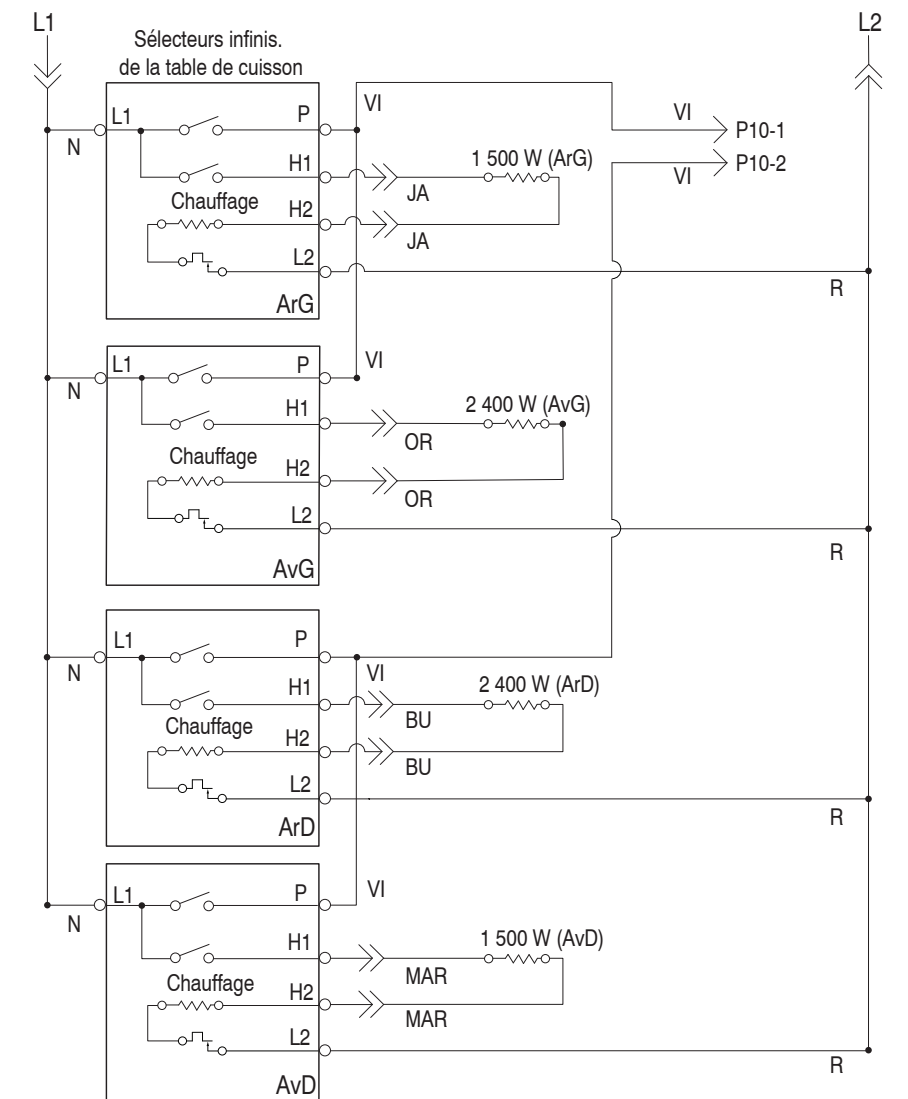 L1
L2
Sélecteurs infinis.
de la table de cuisson
VI
VI
L1
P
P10-1
N
H1
1 500 W (ArG)
VI
P10-2
Chauffage
H2
JA
JA
L2
R
ArG
L1
P
VI
N
H1
2 400 W (AvG)
OR
Chauffage
H2
OR
L2
R
AvG
L1
P
N
VI
H1
2 400 W (ArD)
BU
Chauffage
H2
BU
L2
R
ArD
L1
P
VI
N
H1
1 500 W (AvD)
MAR
Chauffage
H2
MAR
L2
R
AvD